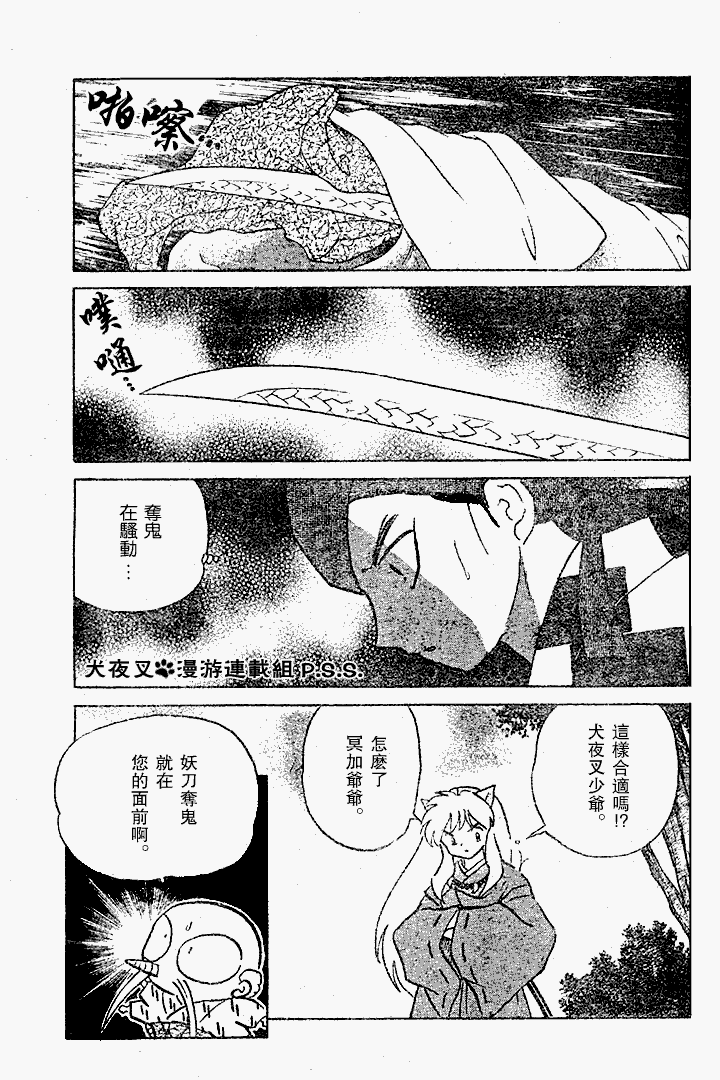 啪嚓…
噗嗵…
奪鬼
在騷動…
犬夜叉 漫游連載組 P.S.S.
這樣合適嗎!?
犬夜叉少爺。
怎麼了
冥加爺爺。
妖刀奪鬼
就在
您的面前啊。